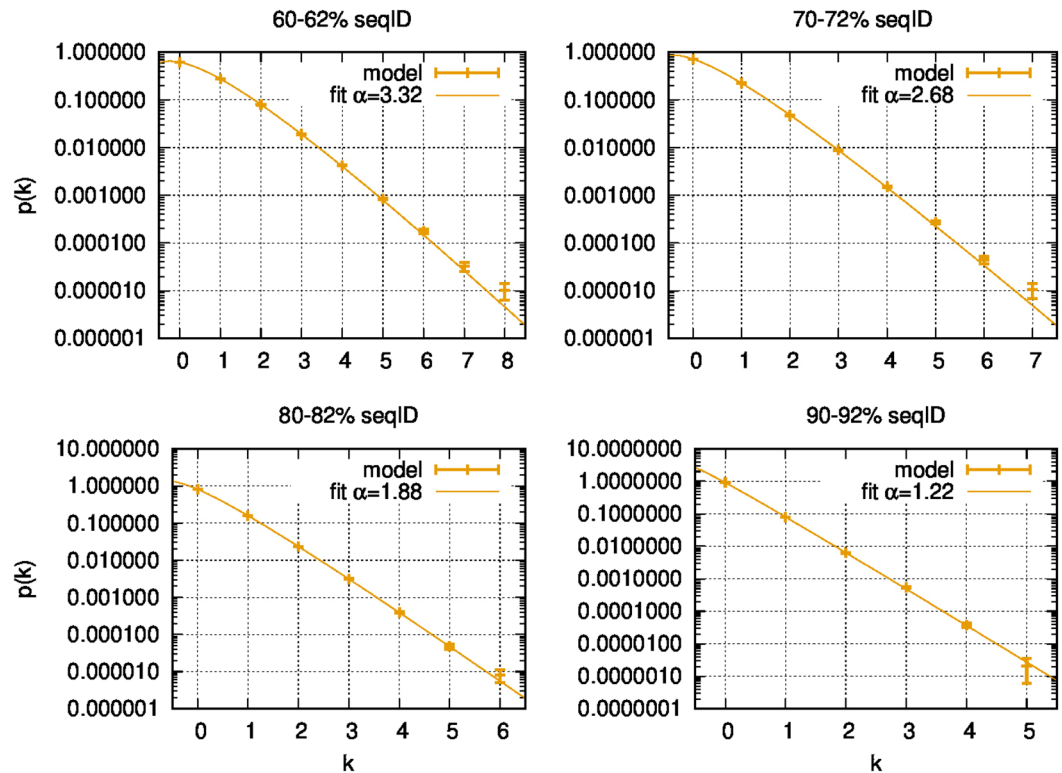 60-62% seqID
1.000000
0.100000
0.010000
0.001000
0.000100
0.000010
0.000001
p(k)
model
fit α=3.32
0 1 2 3 4 5 6 7 8
70-72% seqID
1.000000
0.100000
0.010000
0.001000
0.000100
0.000010
0.000001
model
fit α=2.68
0 1 2 3 4 5 6 7
80-82% seqID
10.000000
1.000000
0.100000
0.010000
0.001000
0.000100
0.000010
0.000001
p(k)
model
fit α=1.88
0 1 2 3 4 5 6
k
90-92% seqID
10.0000000
1.0000000
0.1000000
0.0100000
0.0010000
0.0001000
0.0000100
0.0000010
0.0000001
model
fit α=1.22
0 1 2 3 4 5
k